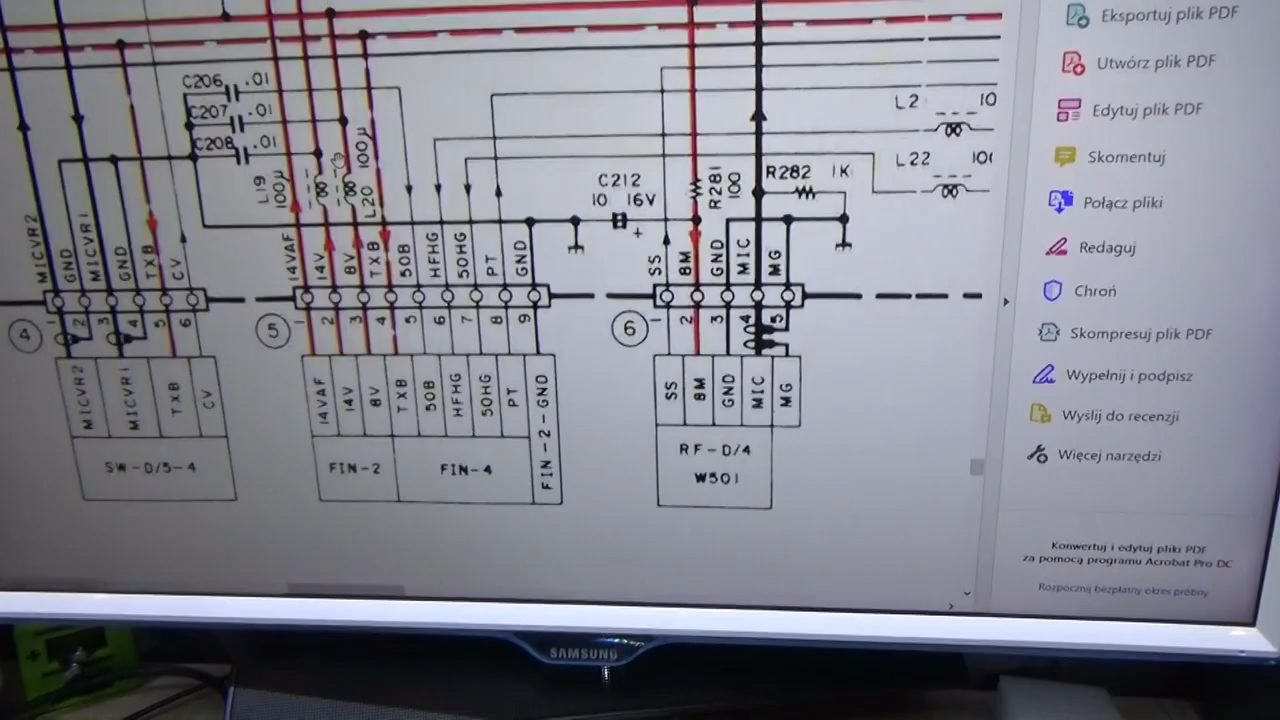 C206 .01
C207 .01
C208 .01
L19 100μ
L20 100μ
C212
10 16V
+
R281 100
R282 1K
L2 10
L22
MICVR2 GND MICVR1 GND TXB CV
14VAF 14V 8V TXB 50B HFHG 50HG PT GND
SS 8M GND MIC MG
4 1 2 3 4 5 6
5 1 2 3 4 5 6 7 8 9
6 1 2 3 4 5
MICVR2 MICVR1 TXB CV
14VAF 14V 8V TXB 50B HFHG 50HG PT FIN-2-GND
SS 8M GND MIC MG
SW-D/5-4
FIN-2 FIN-4
RF-D/4
W501
Eksportuj plik PDF
Utwórz plik PDF
Edytuj plik PDF
Skomentuj
Połącz pliki
Redaguj
Chroń
Skompresuj plik PDF
Wypełnij i podpisz
Wyślij do recenzji
Więcej narzędzi
Konwertuj i edytuj pliki PDF
za pomocą programu Acrobat Pro DC
Rozpocznij bezpłatny okres próbny
SAMSUNG